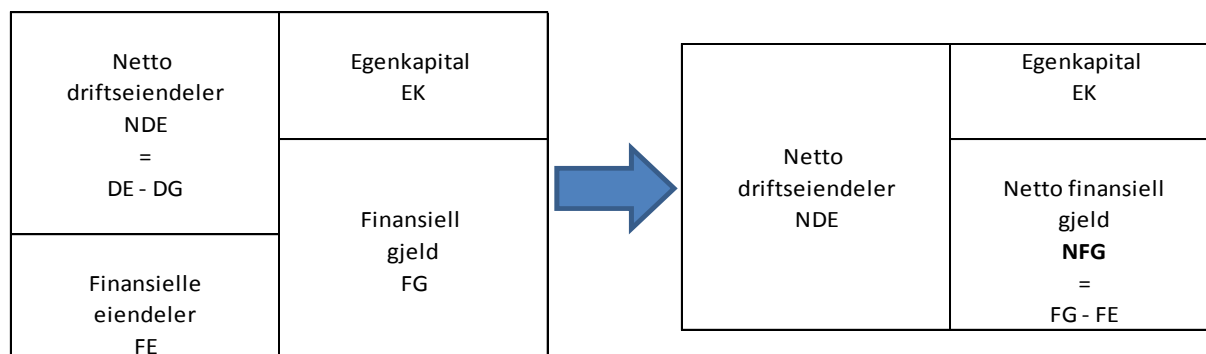 Netto
driftseiendeler
NDE
=
DE - DG
Finansielle
eiendeler
FE
Egenkapital
EK
Finansiell
gjeld
FG
Netto
driftseiendeler
NDE
Egenkapital
EK
Netto finansiell
gjeld
NFG
=
FG - FE